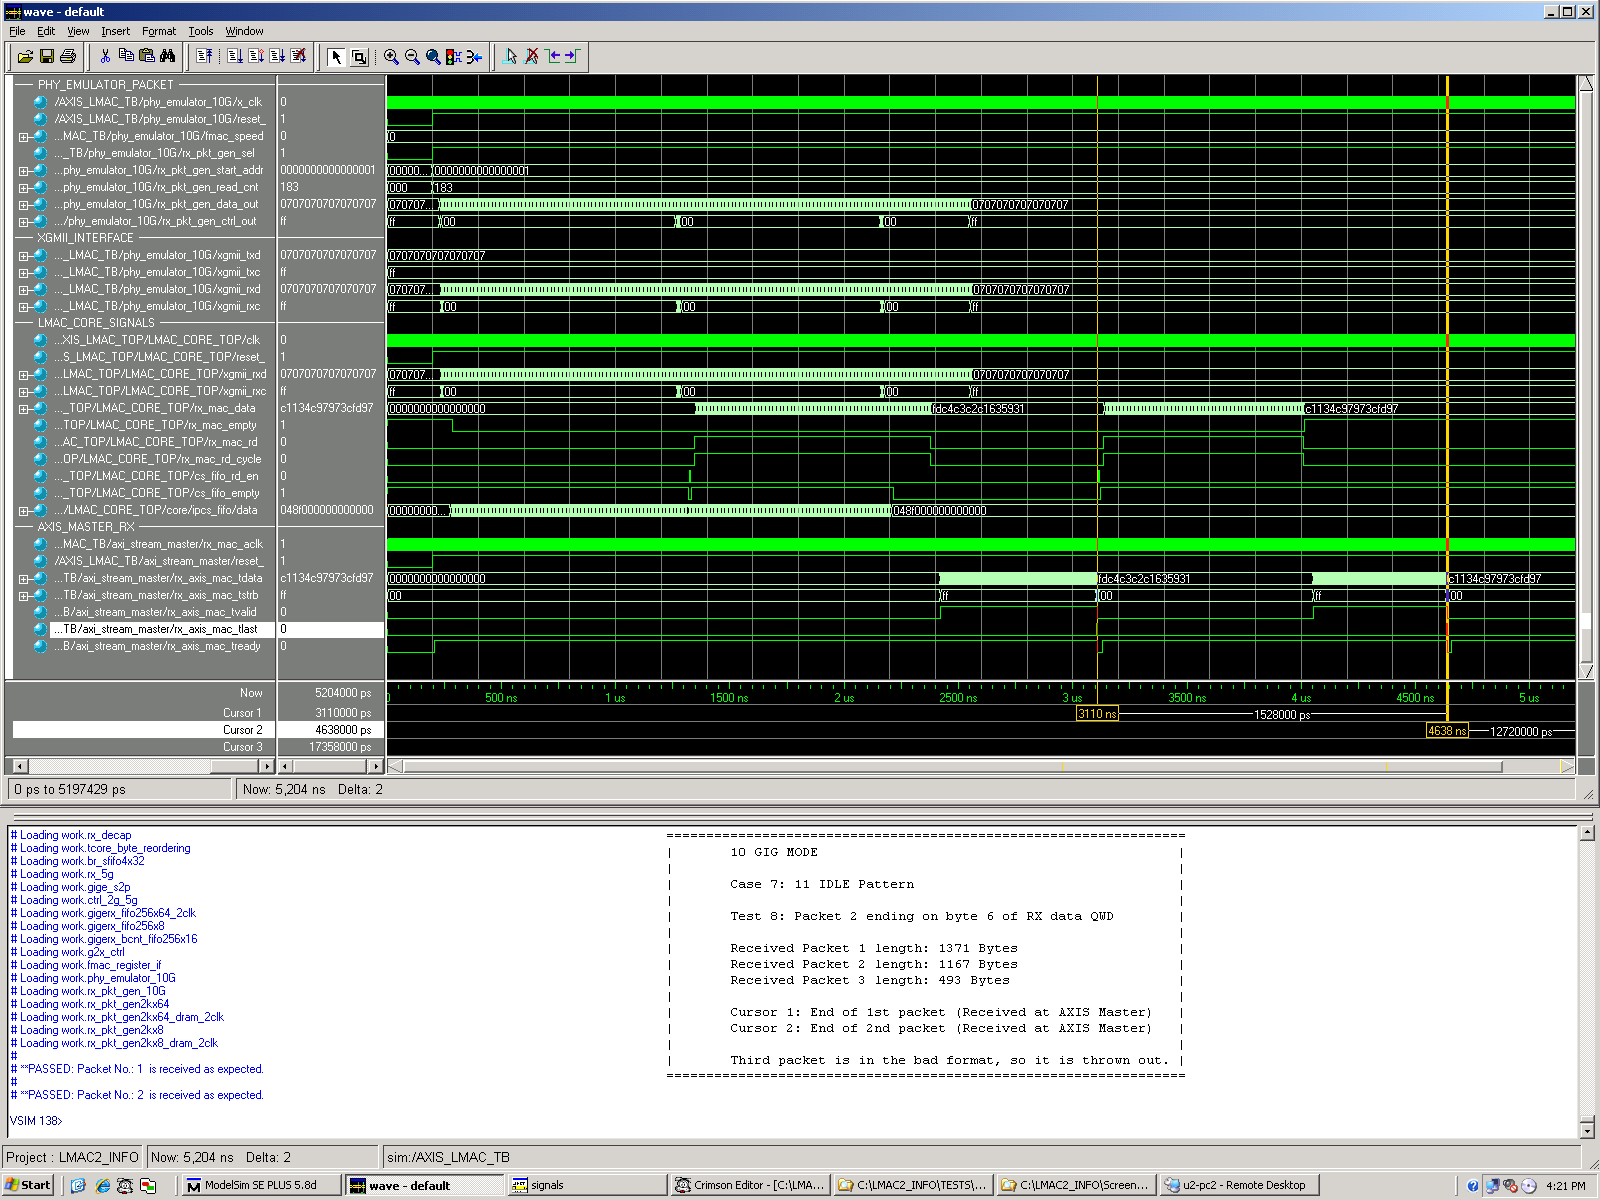 wave - default
File Edit View Insert Format Tools Window
PHY_EMULATOR_PACKET
/AXIS_LMAC_TB/phy_emulator_10G/x_clk 0
/AXIS_LMAC_TB/phy_emulator_10G/reset_ 1
...MAC_TB/phy_emulator_10G/fmac_speed 0 0
..._TB/phy_emulator_10G/rx_pkt_gen_sel 1
...phy_emulator_10G/rx_pkt_gen_start_addr 0000000000000001 00000... 0000000000000001
...phy_emulator_10G/rx_pkt_gen_read_cnt 183 000 183
...phy_emulator_10G/rx_pkt_gen_data_out 0707070707070707 070707... 0707070707070707
.../phy_emulator_10G/rx_pkt_gen_ctrl_out ff ff 00 00 00 ff
XGMII_INTERFACE
..._LMAC_TB/phy_emulator_10G/xgmii_txd 0707070707070707 0707070707070707
..._LMAC_TB/phy_emulator_10G/xgmii_txc ff ff
..._LMAC_TB/phy_emulator_10G/xgmii_rxd 0707070707070707 070707... 0707070707070707
..._LMAC_TB/phy_emulator_10G/xgmii_rxc ff ff 00 00 00 ff
LMAC_CORE_SIGNALS
...XIS_LMAC_TOP/LMAC_CORE_TOP/clk 0
...S_LMAC_TOP/LMAC_CORE_TOP/reset_ 1
...LMAC_TOP/LMAC_CORE_TOP/xgmii_rxd 0707070707070707 070707... 0707070707070707
...LMAC_TOP/LMAC_CORE_TOP/xgmii_rxc ff ff 00 00 00 ff
..._TOP/LMAC_CORE_TOP/rx_mac_data c1134c97973cfd97 0000000000000000 fdc4c3c2c1635931 c1134c97973cfd97
...TOP/LMAC_CORE_TOP/rx_mac_empty 1
...AC_TOP/LMAC_CORE_TOP/rx_mac_rd 0
...OP/LMAC_CORE_TOP/rx_mac_rd_cycle 0
..._TOP/LMAC_CORE_TOP/cs_fifo_rd_en 0
..._TOP/LMAC_CORE_TOP/cs_fifo_empty 1
.../LMAC_CORE_TOP/core/ipcs_fifo/data 048f000000000000 00000000... 048f000000000000
AXIS_MASTER_RX
...MAC_TB/axi_stream_master/rx_mac_aclk 1
/AXIS_LMAC_TB/axi_stream_master/reset_ 1
...TB/axi_stream_master/rx_axis_mac_tdata c1134c97973cfd97 0000000000000000 fdc4c3c2c1635931 c1134c97973cfd97
...TB/axi_stream_master/rx_axis_mac_tstrb ff 00 ff 00 ff 00
...B/axi_stream_master/rx_axis_mac_tvalid 0
...TB/axi_stream_master/rx_axis_mac_tlast 0
...B/axi_stream_master/rx_axis_mac_tready 0
Now 5204000 ps 0 500 ns 1 us 1500 ns 2 us 2500 ns 3 us 3500 ns 4 us 4500 ns 5 us
Cursor 1 3110000 ps 3110 ns 1528000 ps
Cursor 2 4638000 ps 4638 ns 12720000 ps
Cursor 3 17358000 ps
0 ps to 5197429 ps Now: 5,204 ns Delta: 2
# Loading work.rx_decap
# Loading work.tcore_byte_reordering
# Loading work.br_sfifo4x32
# Loading work.rx_5g
# Loading work.gige_s2p
# Loading work.ctrl_2g_5g
# Loading work.gigerx_fifo256x64_2clk
# Loading work.gigerx_fifo256x8
# Loading work.gigerx_bcnt_fifo256x16
# Loading work.g2x_ctrl
# Loading work.fmac_register_if
# Loading work.phy_emulator_10G
# Loading work.rx_pkt_gen_10G
# Loading work.rx_pkt_gen2kx64
# Loading work.rx_pkt_gen2kx64_dram_2clk
# Loading work.rx_pkt_gen2kx8
# Loading work.rx_pkt_gen2kx8_dram_2clk
#
# **PASSED: Packet No.: 1 is received as expected.
#
# **PASSED: Packet No.: 2 is received as expected.
VSIM 138>
10 GIG MODE
Case 7: 11 IDLE Pattern
Test 8: Packet 2 ending on byte 6 of RX data QWD
Received Packet 1 length: 1371 Bytes
Received Packet 2 length: 1167 Bytes
Received Packet 3 length: 493 Bytes
Cursor 1: End of 1st packet (Received at AXIS Master)
Cursor 2: End of 2nd packet (Received at AXIS Master)
Third packet is in the bad format, so it is thrown out.
Project : LMAC2_INFO Now: 5,204 ns Delta: 2 sim:/AXIS_LMAC_TB
Start ModelSim SE PLUS 5.8d wave - default signals Crimson Editor - [C:\LMA... C:\LMAC2_INFO\TESTS\... C:\LMAC2_INFO\Screen... u2-pc2 - Remote Desktop 4:21 PM